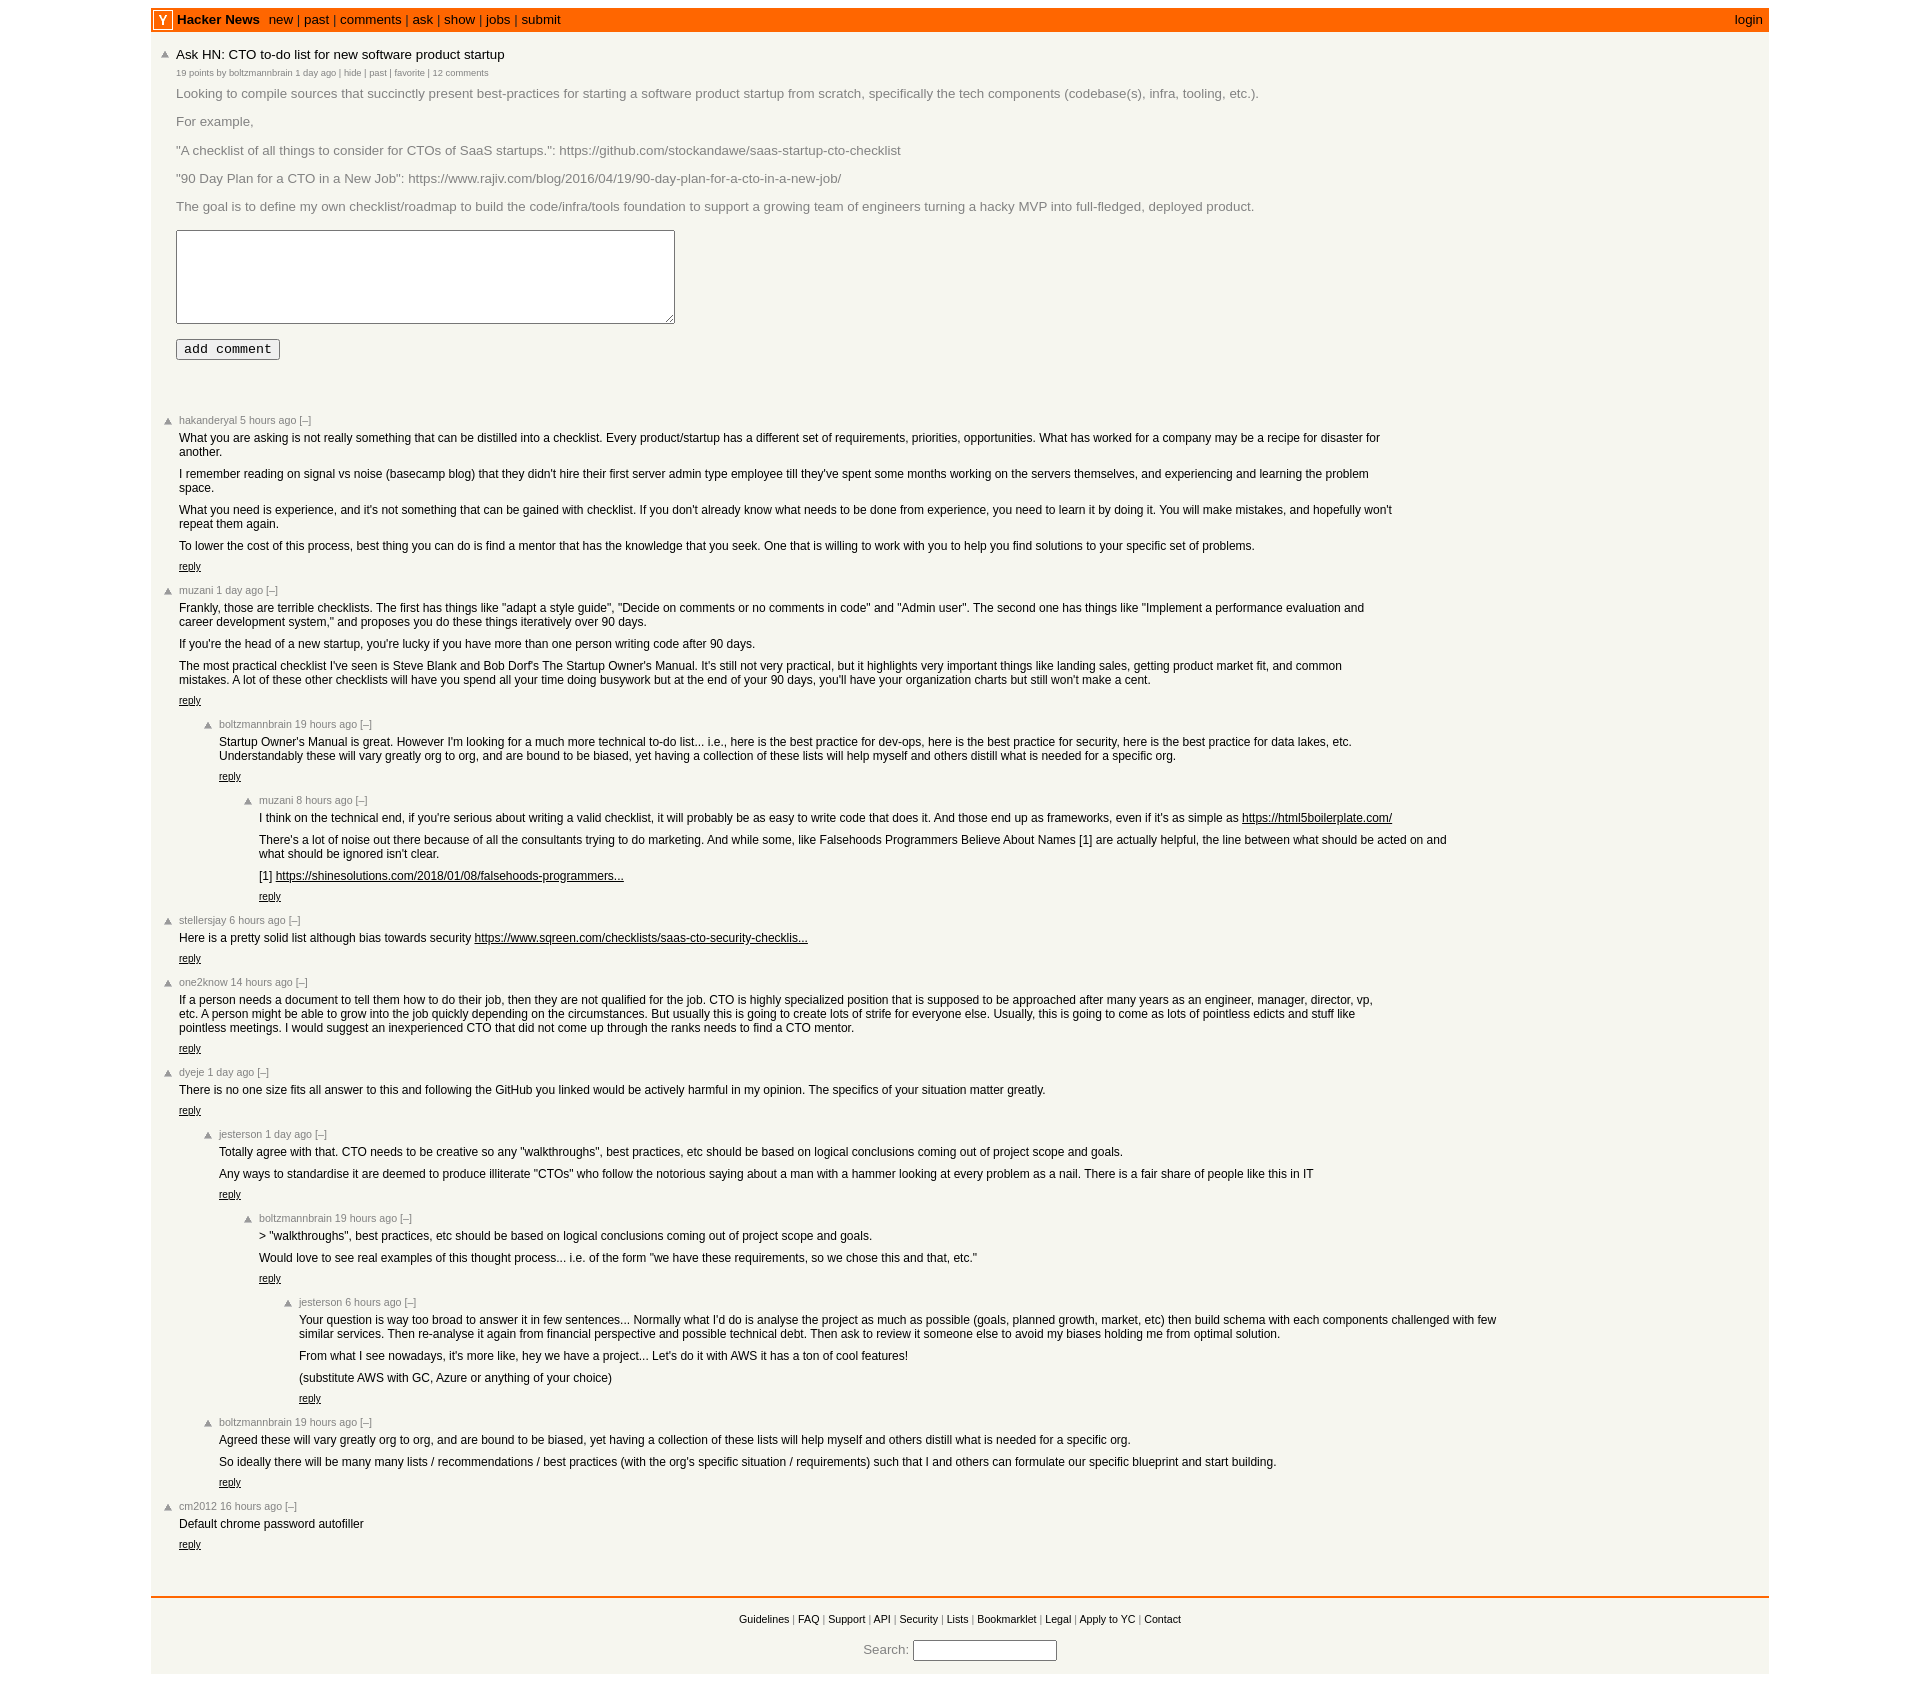 Y Hacker News new | past | comments | ask | show | jobs | submit login
Ask HN: CTO to-do list for new software product startup
19 points by boltzmannbrain 1 day ago | hide | past | favorite | 12 comments
Looking to compile sources that succinctly present best-practices for starting a software product startup from scratch, specifically the tech components (codebase(s), infra, tooling, etc.).
For example,
"A checklist of all things to consider for CTOs of SaaS startups.": https://github.com/stockandawe/saas-startup-cto-checklist
"90 Day Plan for a CTO in a New Job": https://www.rajiv.com/blog/2016/04/19/90-day-plan-for-a-cto-in-a-new-job/
The goal is to define my own checklist/roadmap to build the code/infra/tools foundation to support a growing team of engineers turning a hacky MVP into full-fledged, deployed product.
add comment
hakanderyal 5 hours ago [–]
What you are asking is not really something that can be distilled into a checklist. Every product/startup has a different set of requirements, priorities, opportunities. What has worked for a company may be a recipe for disaster for
another.
I remember reading on signal vs noise (basecamp blog) that they didn't hire their first server admin type employee till they've spent some months working on the servers themselves, and experiencing and learning the problem
space.
What you need is experience, and it's not something that can be gained with checklist. If you don't already know what needs to be done from experience, you need to learn it by doing it. You will make mistakes, and hopefully won't
repeat them again.
To lower the cost of this process, best thing you can do is find a mentor that has the knowledge that you seek. One that is willing to work with you to help you find solutions to your specific set of problems.
reply
muzani 1 day ago [–]
Frankly, those are terrible checklists. The first has things like "adapt a style guide", "Decide on comments or no comments in code" and "Admin user". The second one has things like "Implement a performance evaluation and
career development system," and proposes you do these things iteratively over 90 days.
If you're the head of a new startup, you're lucky if you have more than one person writing code after 90 days.
The most practical checklist I've seen is Steve Blank and Bob Dorf's The Startup Owner's Manual. It's still not very practical, but it highlights very important things like landing sales, getting product market fit, and common
mistakes. A lot of these other checklists will have you spend all your time doing busywork but at the end of your 90 days, you'll have your organization charts but still won't make a cent.
reply
boltzmannbrain 19 hours ago [–]
Startup Owner's Manual is great. However I'm looking for a much more technical to-do list... i.e., here is the best practice for dev-ops, here is the best practice for security, here is the best practice for data lakes, etc.
Understandably these will vary greatly org to org, and are bound to be biased, yet having a collection of these lists will help myself and others distill what is needed for a specific org.
reply
muzani 8 hours ago [–]
I think on the technical end, if you're serious about writing a valid checklist, it will probably be as easy to write code that does it. And those end up as frameworks, even if it's as simple as https://html5boilerplate.com/
There's a lot of noise out there because of all the consultants trying to do marketing. And while some, like Falsehoods Programmers Believe About Names [1] are actually helpful, the line between what should be acted on and
what should be ignored isn't clear.
[1] https://shinesolutions.com/2018/01/08/falsehoods-programmers...
reply
stellersjay 6 hours ago [–]
Here is a pretty solid list although bias towards security https://www.sqreen.com/checklists/saas-cto-security-checklis...
reply
one2know 14 hours ago [–]
If a person needs a document to tell them how to do their job, then they are not qualified for the job. CTO is highly specialized position that is supposed to be approached after many years as an engineer, manager, director, vp,
etc. A person might be able to grow into the job quickly depending on the circumstances. But usually this is going to create lots of strife for everyone else. Usually, this is going to come as lots of pointless edicts and stuff like
pointless meetings. I would suggest an inexperienced CTO that did not come up through the ranks needs to find a CTO mentor.
reply
dyeje 1 day ago [–]
There is no one size fits all answer to this and following the GitHub you linked would be actively harmful in my opinion. The specifics of your situation matter greatly.
reply
jesterson 1 day ago [–]
Totally agree with that. CTO needs to be creative so any "walkthroughs", best practices, etc should be based on logical conclusions coming out of project scope and goals.
Any ways to standardise it are deemed to produce illiterate "CTOs" who follow the notorious saying about a man with a hammer looking at every problem as a nail. There is a fair share of people like this in IT
reply
boltzmannbrain 19 hours ago [–]
> "walkthroughs", best practices, etc should be based on logical conclusions coming out of project scope and goals.
Would love to see real examples of this thought process... i.e. of the form "we have these requirements, so we chose this and that, etc."
reply
jesterson 6 hours ago [–]
Your question is way too broad to answer it in few sentences... Normally what I'd do is analyse the project as much as possible (goals, planned growth, market, etc) then build schema with each components challenged with few
similar services. Then re-analyse it again from financial perspective and possible technical debt. Then ask to review it someone else to avoid my biases holding me from optimal solution.
From what I see nowadays, it's more like, hey we have a project... Let's do it with AWS it has a ton of cool features!
(substitute AWS with GC, Azure or anything of your choice)
reply
boltzmannbrain 19 hours ago [–]
Agreed these will vary greatly org to org, and are bound to be biased, yet having a collection of these lists will help myself and others distill what is needed for a specific org.
So ideally there will be many many lists / recommendations / best practices (with the org's specific situation / requirements) such that I and others can formulate our specific blueprint and start building.
reply
cm2012 16 hours ago [–]
Default chrome password autofiller
reply
Guidelines | FAQ | Support | API | Security | Lists | Bookmarklet | Legal | Apply to YC | Contact
Search: